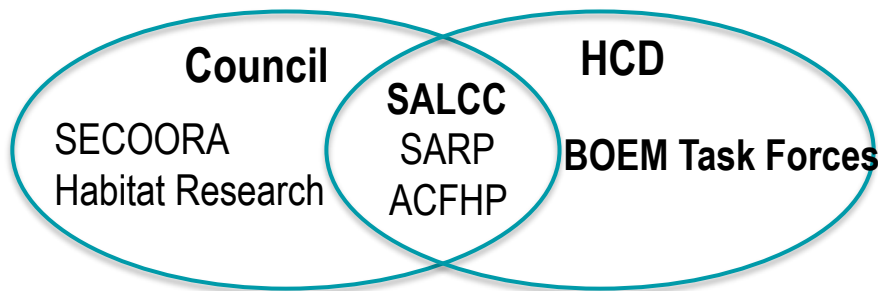 Council
SECOORA
Habitat Research
SALCC
SARP
ACFHP
HCD
BOEM Task Forces